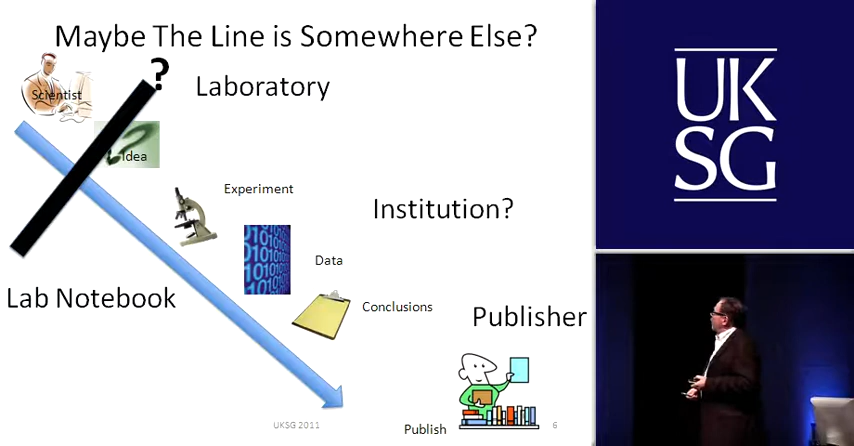 Maybe The Line is Somewhere Else?
Scientist
?
Laboratory
Idea
Experiment
Institution?
Data
Lab Notebook
Conclusions
Publisher
Publish
UKSG 2011
6
UK
SG